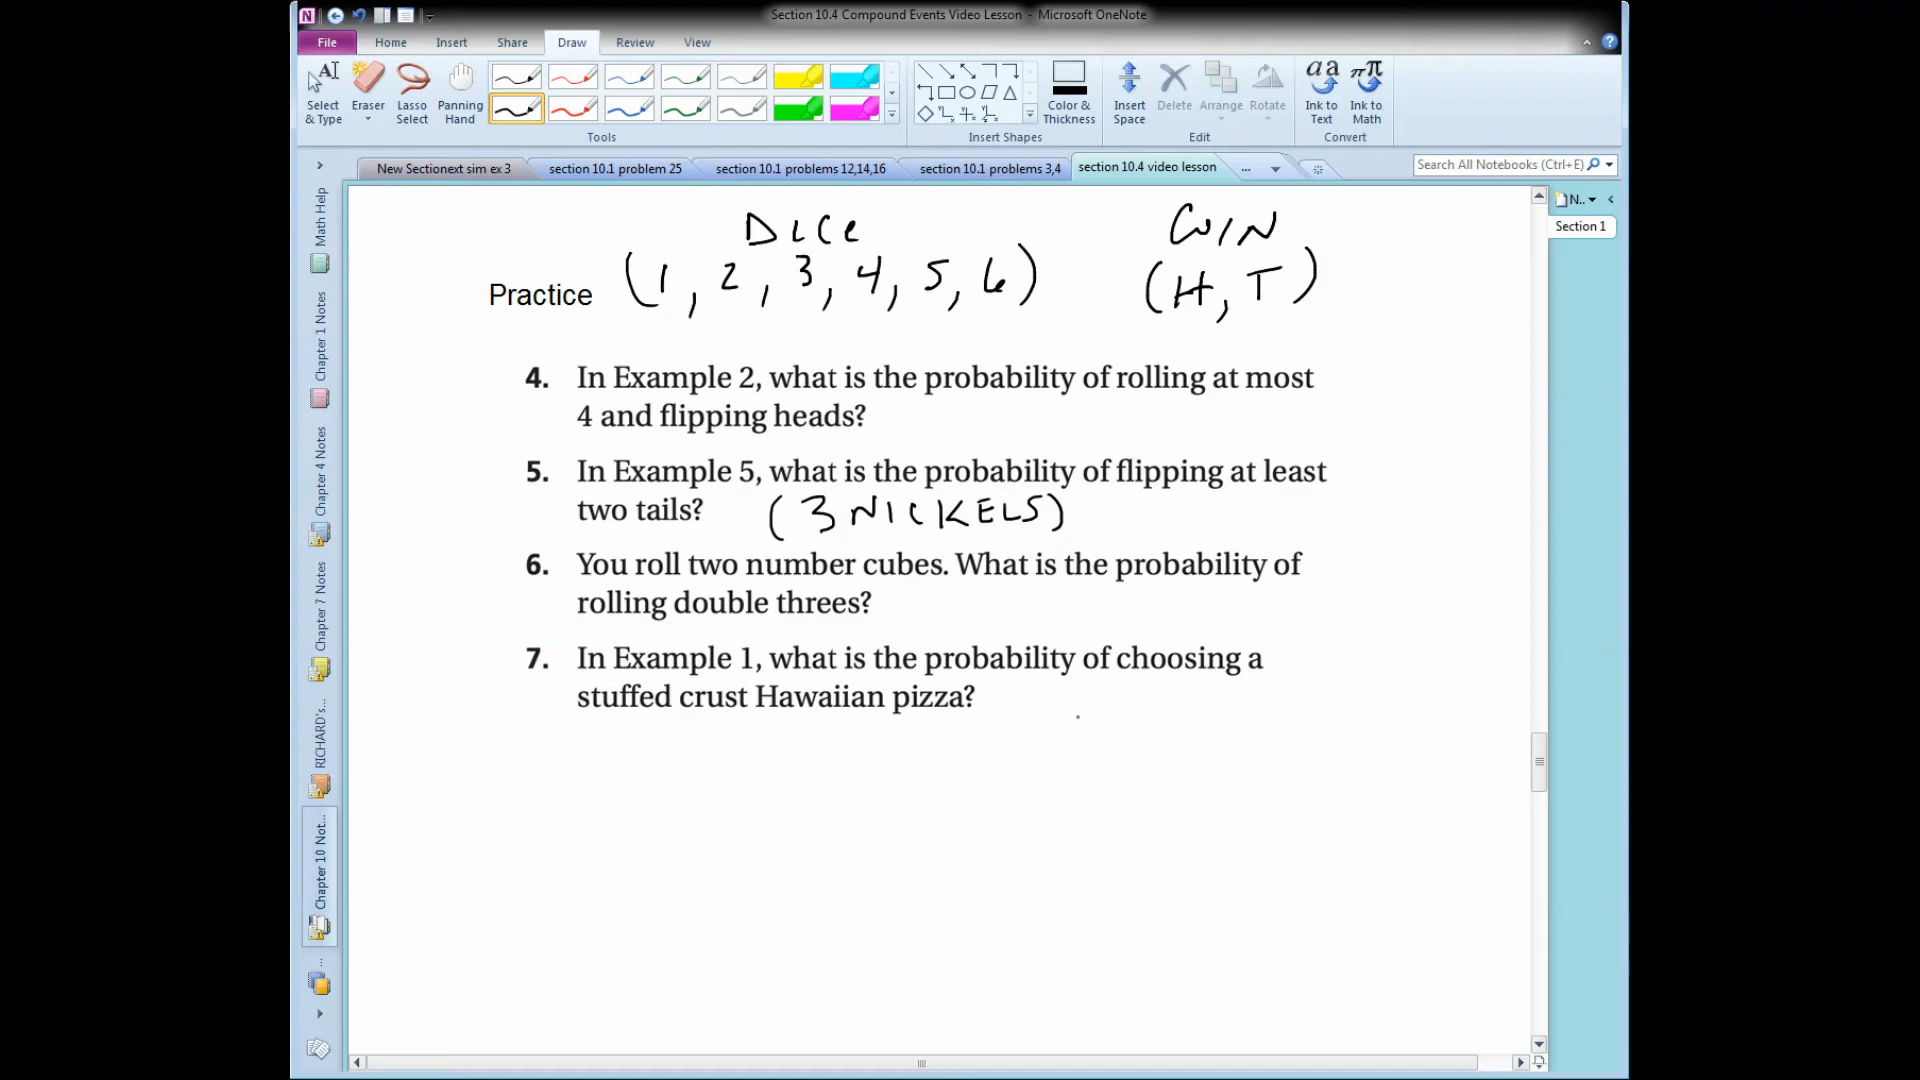 Section 10.4 Compound Events Video Lesson - Microsoft OneNote
File Home Insert Share Draw Review View
Select & Type
Eraser
Lasso Select
Panning Hand
Tools
Insert Shapes
Color & Thickness
Insert Space
Delete
Arrange
Rotate
Edit
Ink to Text
Ink to Math
Convert
New Sectionext sim ex 3
section 10.1 problem 25
section 10.1 problems 12,14,16
section 10.1 problems 3,4
section 10.4 video lesson
...
Search All Notebooks (Ctrl+E)
N..
Section 1
Math Help
Chapter 1 Notes
Chapter 4 Notes
Chapter 7 Notes
RICHARD's...
Chapter 10 Not...
DICE COIN
Practice (1, 2, 3, 4, 5, 6) (H, T)
4. In Example 2, what is the probability of rolling at most
4 and flipping heads?
5. In Example 5, what is the probability of flipping at least
two tails? (3 NICKELS)
6. You roll two number cubes. What is the probability of
rolling double threes?
7. In Example 1, what is the probability of choosing a
stuffed crust Hawaiian pizza?